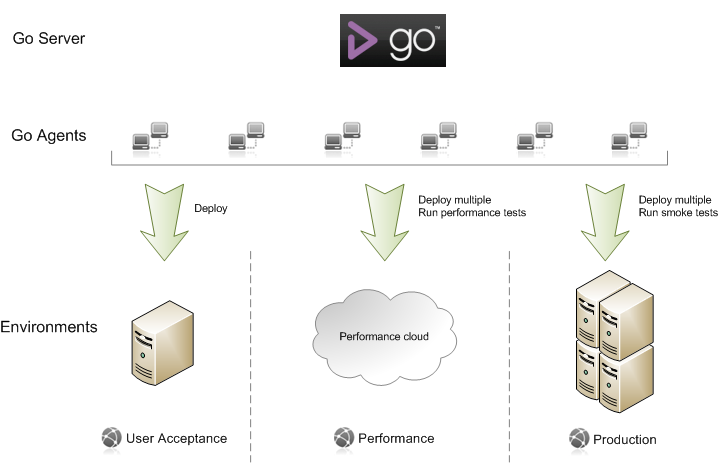 Go Server
go™
Go Agents
Deploy
Deploy multiple
Run performance tests
Deploy multiple
Run smoke tests
Environments
Performance cloud
User Acceptance
Performance
Production